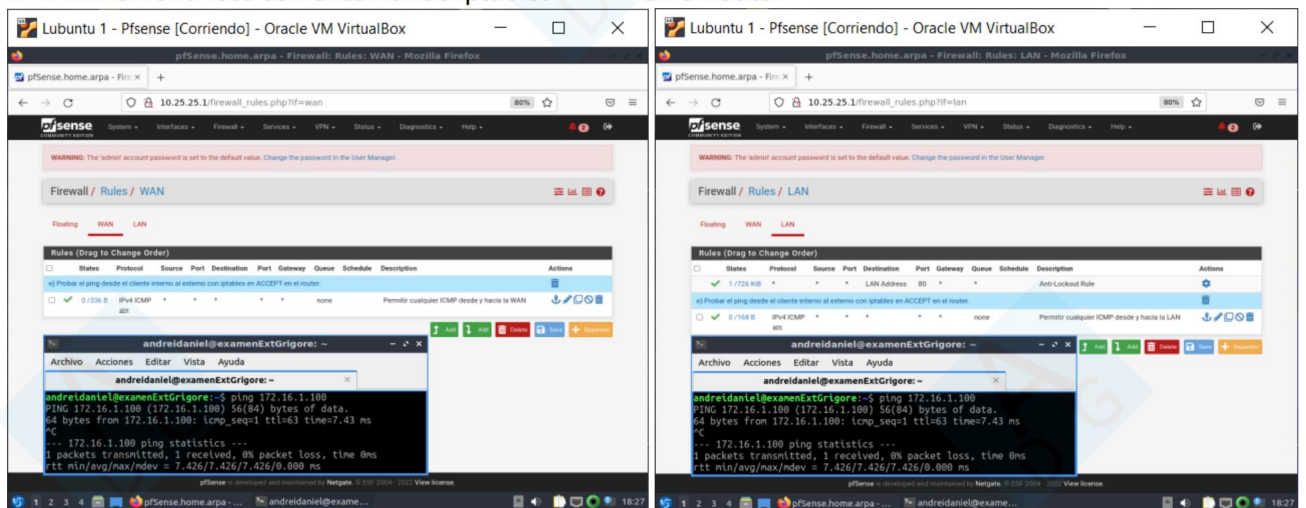 Lubuntu 1 - Pfsense [Corriendo] - Oracle VM VirtualBox
pfSense.home.arpa - Firewall: Rules: WAN - Mozilla Firefox
pfSense.home.arpa - Fire
10.25.25.1/firewall_rules.php?if=wan
80%
pfsense
COMMUNITY EDITION
System
Interfaces
Firewall
Services
VPN
Status
Diagnostics
Help
2
WARNING: The 'admin' account password is set to the default value. Change the password in the User Manager.
Firewall / Rules / WAN
Floating WAN LAN
Rules (Drag to Change Order)
States Protocol Source Port Destination Port Gateway Queue Schedule Description Actions
e) Probar el ping desde el cliente interno al externo con iptables en ACCEPT en el router.
0 /336 B IPv4 ICMP * * * * * none Permitir cualquier ICMP desde y hacia la WAN
any
Add Add Delete Save Separator
andreidaniel@examenExtGrigore: ~
Archivo Acciones Editar Vista Ayuda
andreidaniel@examenExtGrigore: ~
andreidaniel@examenExtGrigore:~$ ping 172.16.1.100
PING 172.16.1.100 (172.16.1.100) 56(84) bytes of data.
64 bytes from 172.16.1.100: icmp_seq=1 ttl=63 time=7.43 ms
^C
--- 172.16.1.100 ping statistics ---
1 packets transmitted, 1 received, 0% packet loss, time 0ms
rtt min/avg/max/mdev = 7.426/7.426/7.426/0.000 ms
pfSense is developed and maintained by Netgate. © ESF 2004 - 2022 View license.
1 2 3 4 pfSense.home.arpa - ... andreidaniel@exame... 18:27
Lubuntu 1 - Pfsense [Corriendo] - Oracle VM VirtualBox
pfSense.home.arpa - Firewall: Rules: LAN - Mozilla Firefox
pfSense.home.arpa - Fire
10.25.25.1/firewall_rules.php?if=lan
80%
pfsense
COMMUNITY EDITION
System
Interfaces
Firewall
Services
VPN
Status
Diagnostics
Help
2
WARNING: The 'admin' account password is set to the default value. Change the password in the User Manager.
Firewall / Rules / LAN
Floating WAN LAN
Rules (Drag to Change Order)
States Protocol Source Port Destination Port Gateway Queue Schedule Description Actions
1 /726 KiB * * * LAN Address 80 * * Anti-Lockout Rule
e) Probar el ping desde el cliente interno al externo con iptables en ACCEPT en el router.
0 /168 B IPv4 ICMP * * * * * none Permitir cualquier ICMP desde y hacia la LAN
any
Add Add Delete Save Separator
andreidaniel@examenExtGrigore: ~
Archivo Acciones Editar Vista Ayuda
andreidaniel@examenExtGrigore: ~
andreidaniel@examenExtGrigore:~$ ping 172.16.1.100
PING 172.16.1.100 (172.16.1.100) 56(84) bytes of data.
64 bytes from 172.16.1.100: icmp_seq=1 ttl=63 time=7.43 ms
^C
--- 172.16.1.100 ping statistics ---
1 packets transmitted, 1 received, 0% packet loss, time 0ms
rtt min/avg/max/mdev = 7.426/7.426/7.426/0.000 ms
pfSense is developed and maintained by Netgate. © ESF 2004 - 2022 View license.
1 2 3 4 pfSense.home.arpa - ... andreidaniel@exame... 18:27